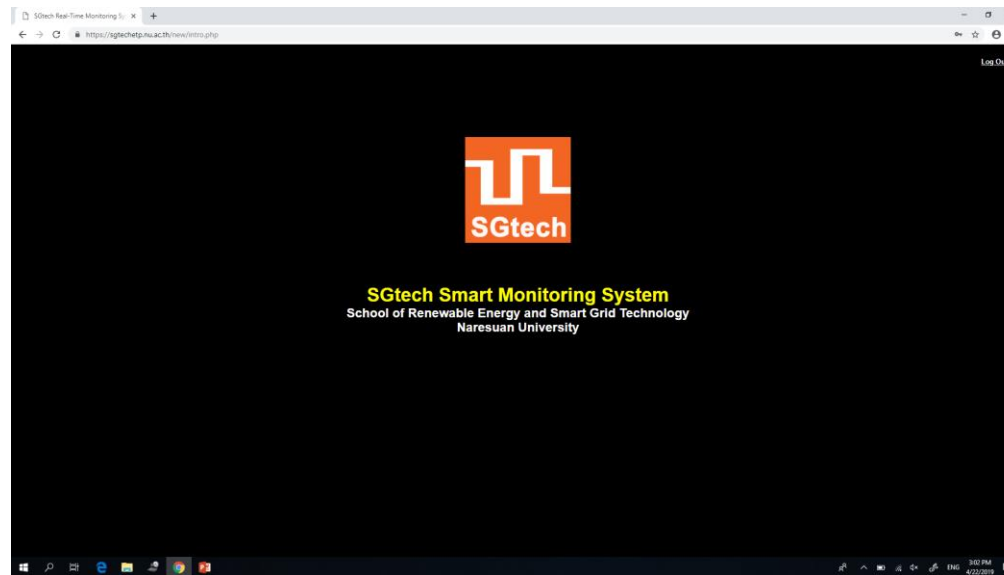 SGtech Real-Time Monitoring Sy
https://sgtechetp.nu.ac.th/new/intro.php
Log Ou
SGtech
SGtech Smart Monitoring System
School of Renewable Energy and Smart Grid Technology
Naresuan University
ENG
3:02 PM
4/22/2019